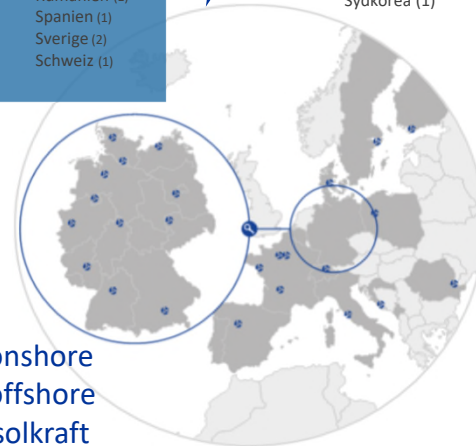 Spanien (1)
Sverige (2)
Schweiz (1)
Sydkorea (1)
onshore
offshore
solkraft